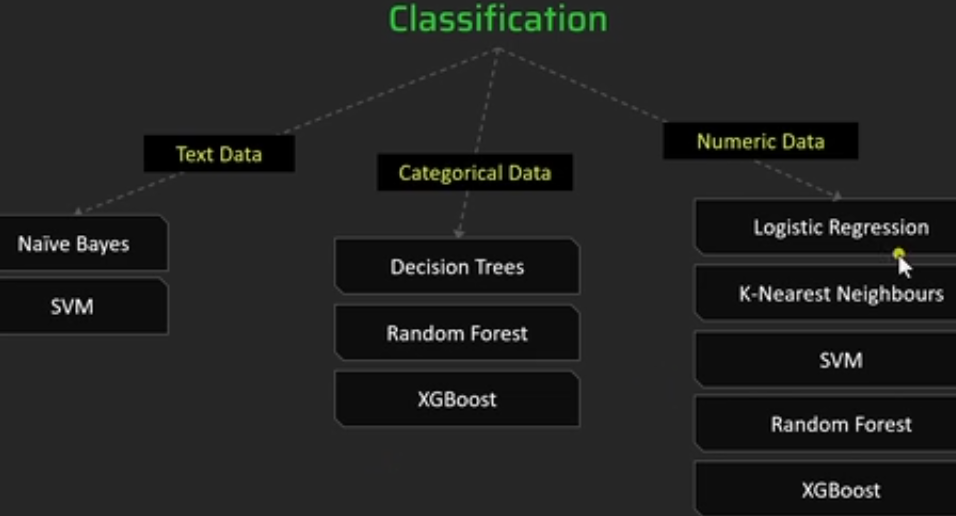 Classification
Text Data
Categorical Data
Numeric Data
Naïve Bayes
SVM
Decision Trees
Random Forest
XGBoost
Logistic Regression
K-Nearest Neighbours
SVM
Random Forest
XGBoost